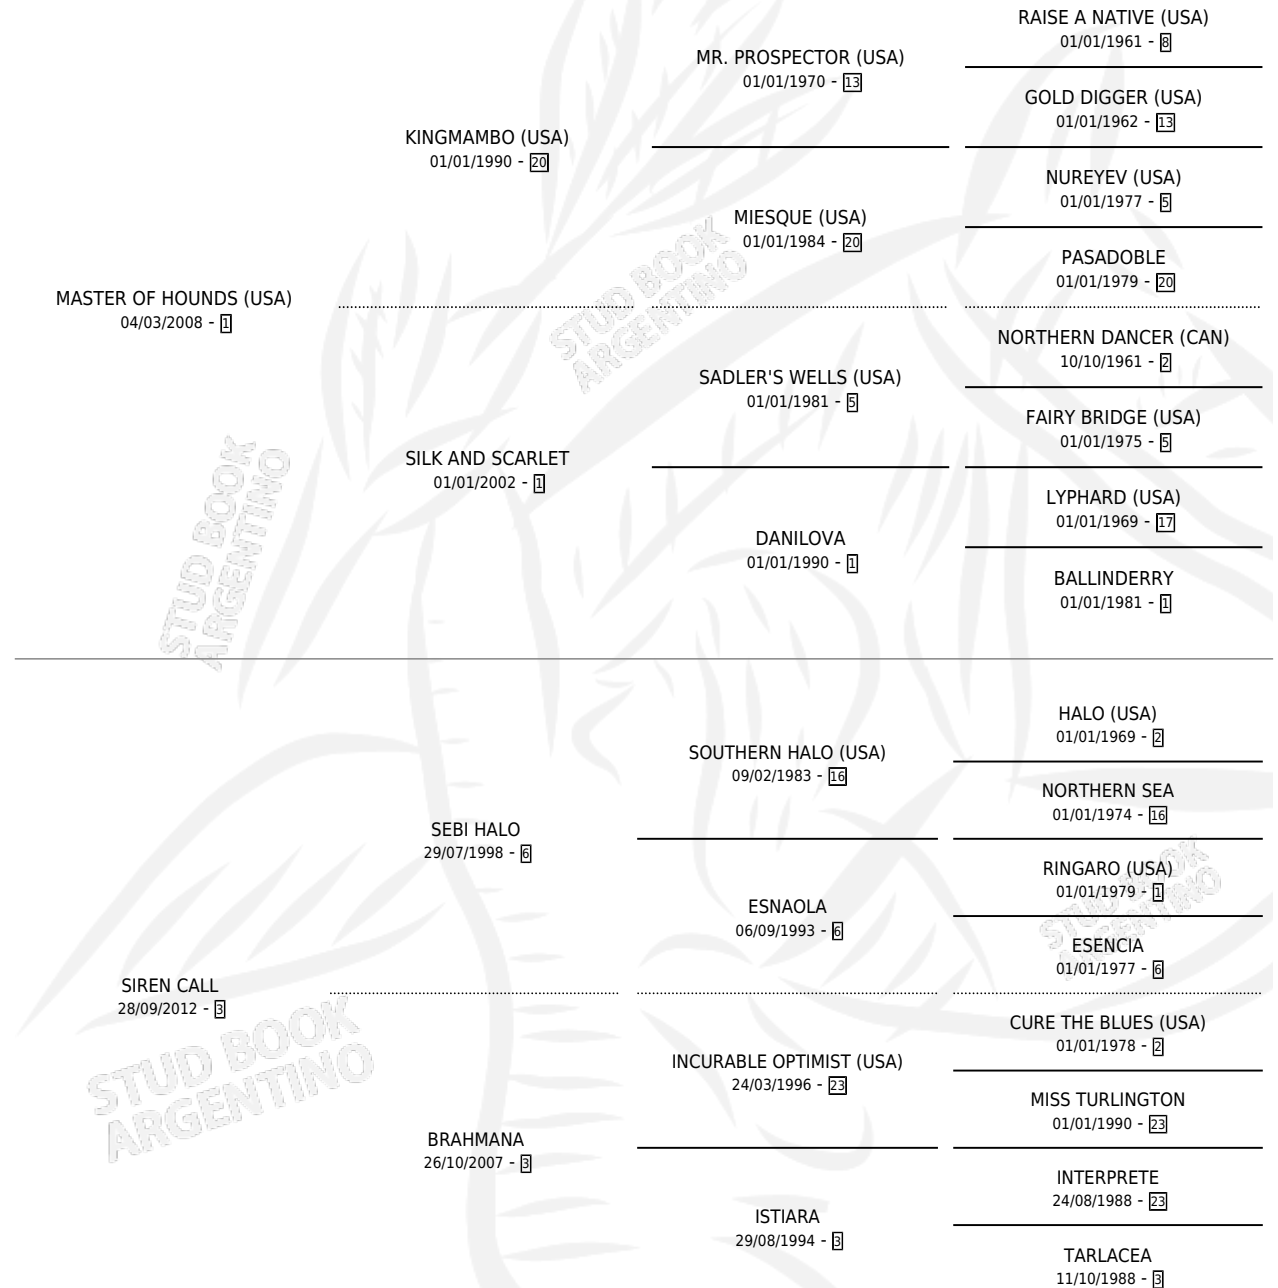 RAISE A NATIVE (USA)
01/01/1961 - 8
MR. PROSPECTOR (USA)
01/01/1970 - 13
GOLD DIGGER (USA)
01/01/1962 - 13
KINGMAMBO (USA)
01/01/1990 - 20
NUREYEV (USA)
01/01/1977 - 5
MIESQUE (USA)
01/01/1984 - 20
PASADOBLE
01/01/1979 - 20
MASTER OF HOUNDS (USA)
04/03/2008 - 1
NORTHERN DANCER (CAN)
10/10/1961 - 2
SADLER'S WELLS (USA)
01/01/1981 - 5
FAIRY BRIDGE (USA)
01/01/1975 - 5
SILK AND SCARLET
01/01/2002 - 1
LYPHARD (USA)
01/01/1969 - 17
DANILOVA
01/01/1990 - 1
BALLINDERRY
01/01/1981 - 1
HALO (USA)
01/01/1969 - 2
SOUTHERN HALO (USA)
09/02/1983 - 16
NORTHERN SEA
01/01/1974 - 16
SEBI HALO
29/07/1998 - 6
RINGARO (USA)
01/01/1979 - 1
ESNAOLA
06/09/1993 - 6
ESENCIA
01/01/1977 - 6
SIREN CALL
28/09/2012 - 3
CURE THE BLUES (USA)
01/01/1978 - 2
INCURABLE OPTIMIST (USA)
24/03/1996 - 23
MISS TURLINGTON
01/01/1990 - 23
BRAHMANA
26/10/2007 - 3
INTERPRETE
24/08/1988 - 23
ISTIARA
29/08/1994 - 3
TARLACEA
11/10/1988 - 3
STUD BOOK
ARGENTINO
STUD BOOK
ARGENTINO
STUD BOOK
ARGENTINO
STUD BOOK
ARGENTINO